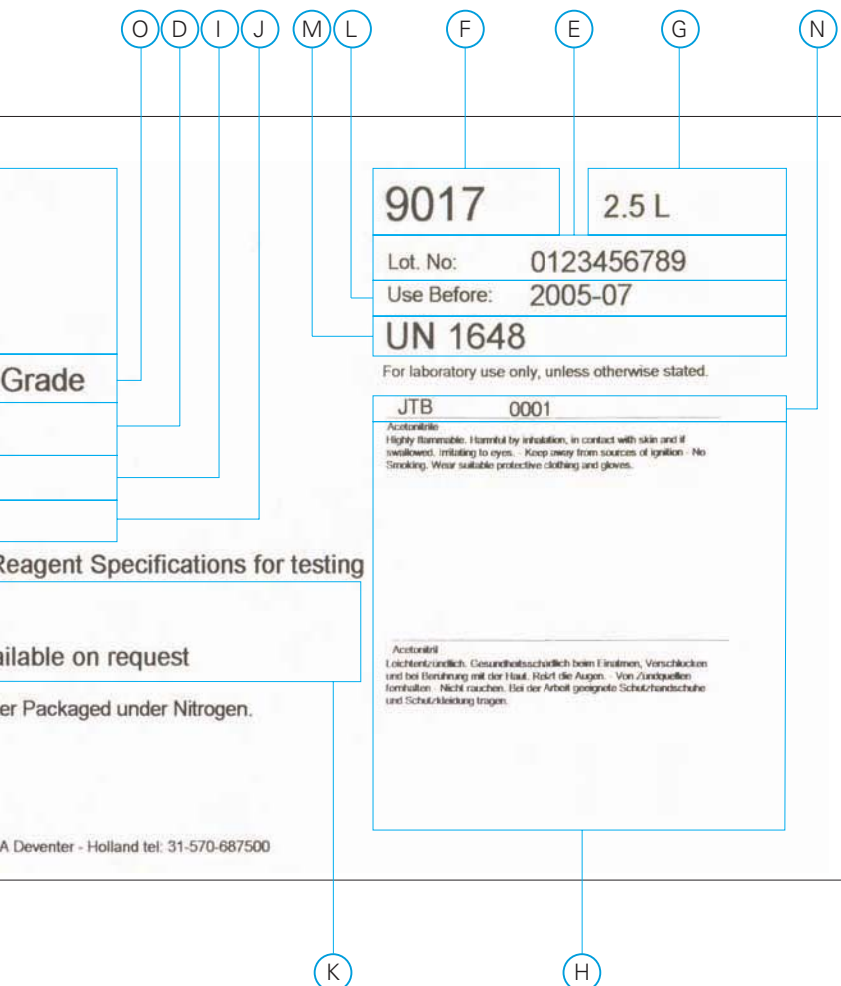 O D I J M L F E G N
9017
2.5 L
Lot. No: 0123456789
Use Before: 2005-07
UN 1648
For laboratory use only, unless otherwise stated.
Grade
JTB 0001
Acetonitrile
Highly flammable. Harmful by inhalation, in contact with skin and if
swallowed. Irritating to eyes. - Keep away from sources of ignition - No
Smoking. Wear suitable protective clothing and gloves.
Reagent Specifications for testing
ailable on request
er Packaged under Nitrogen.
Acetonitril
Leichtentzündlich. Gesundheitsschädlich beim Einatmen, Verschlucken
und bei Berührung mit der Haut. Reizt die Augen. - Von Zündquellen
fernhalten - Nicht rauchen. Bei der Arbeit geeignete Schutzhandschuhe
und Schutzkleidung tragen.
A Deventer - Holland tel: 31-570-687500
K H